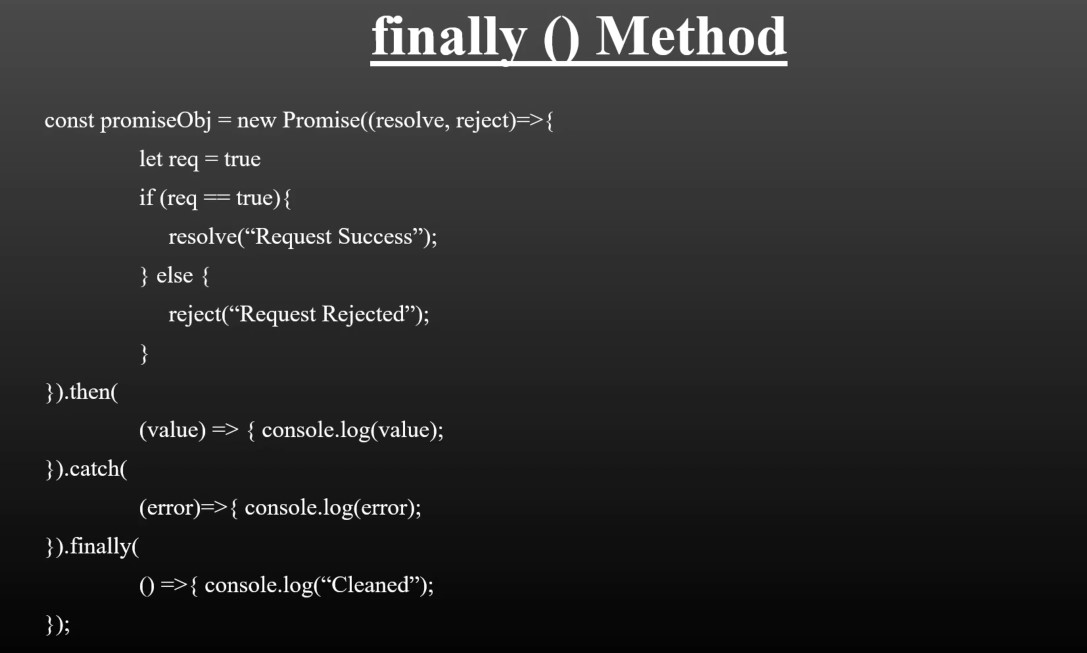 finally () Method
const promiseObj = new Promise((resolve, reject)=>{
let req = true
if (req == true){
resolve(“Request Success”);
} else {
reject(“Request Rejected”);
}
}).then(
(value) => { console.log(value);
}).catch(
(error)=>{ console.log(error);
}).finally(
() =>{ console.log(“Cleaned”);
});